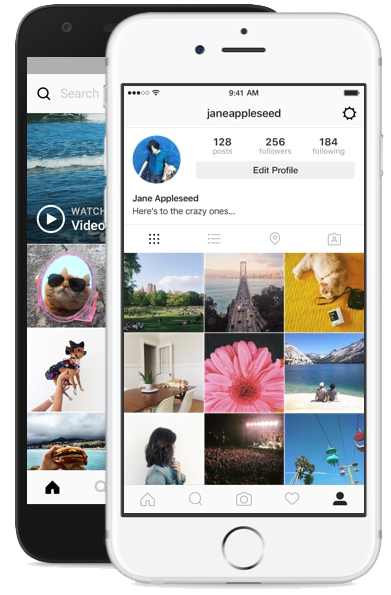 Search
WATCH
Video
9:41 AM
janeappleseed
128
posts
256
followers
184
following
Edit Profile
Jane Appleseed
Here's to the crazy ones...